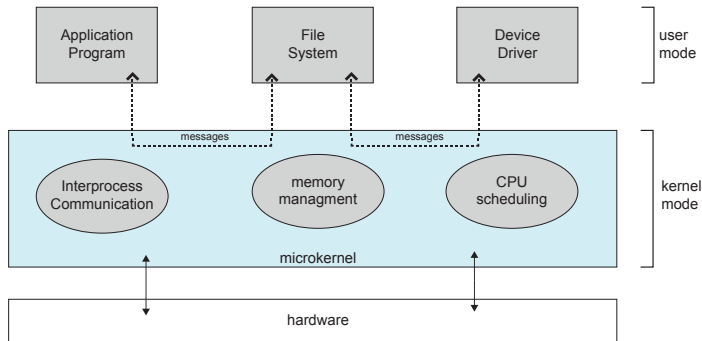 Application
Program
File
System
Device
Driver
user
mode
messages
messages
Interprocess
Communication
memory
managment
CPU
scheduling
kernel
mode
microkernel
hardware